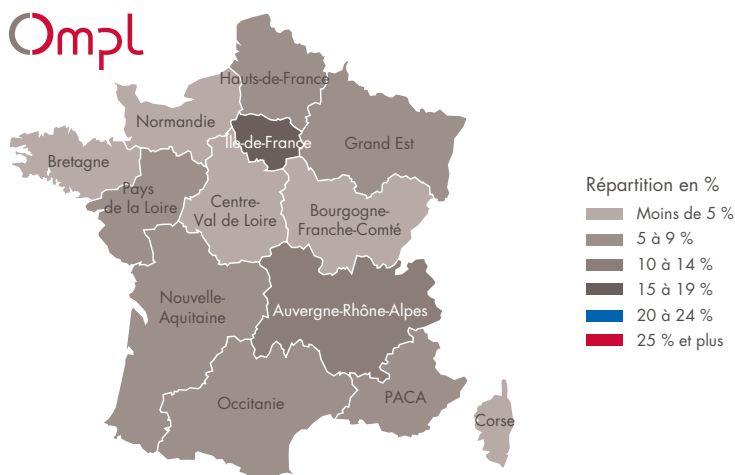 Ompl
Hauts-de-France
Normandie
Île-de-France
Grand Est
Bretagne
Pays
de la Loire
Centre-
Val de Loire
Bourgogne-
Franche-Comté
Nouvelle-
Aquitaine
Auvergne-Rhône-Alpes
Occitanie
PACA
Corse
Répartition en %
Moins de 5 %
5 à 9 %
10 à 14 %
15 à 19 %
20 à 24 %
25 % et plus